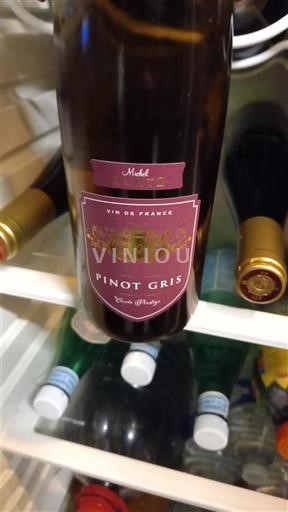 Michel
VIN DE FRANCE
VINIOU
PINOT GRIS
Cuvée Prestige